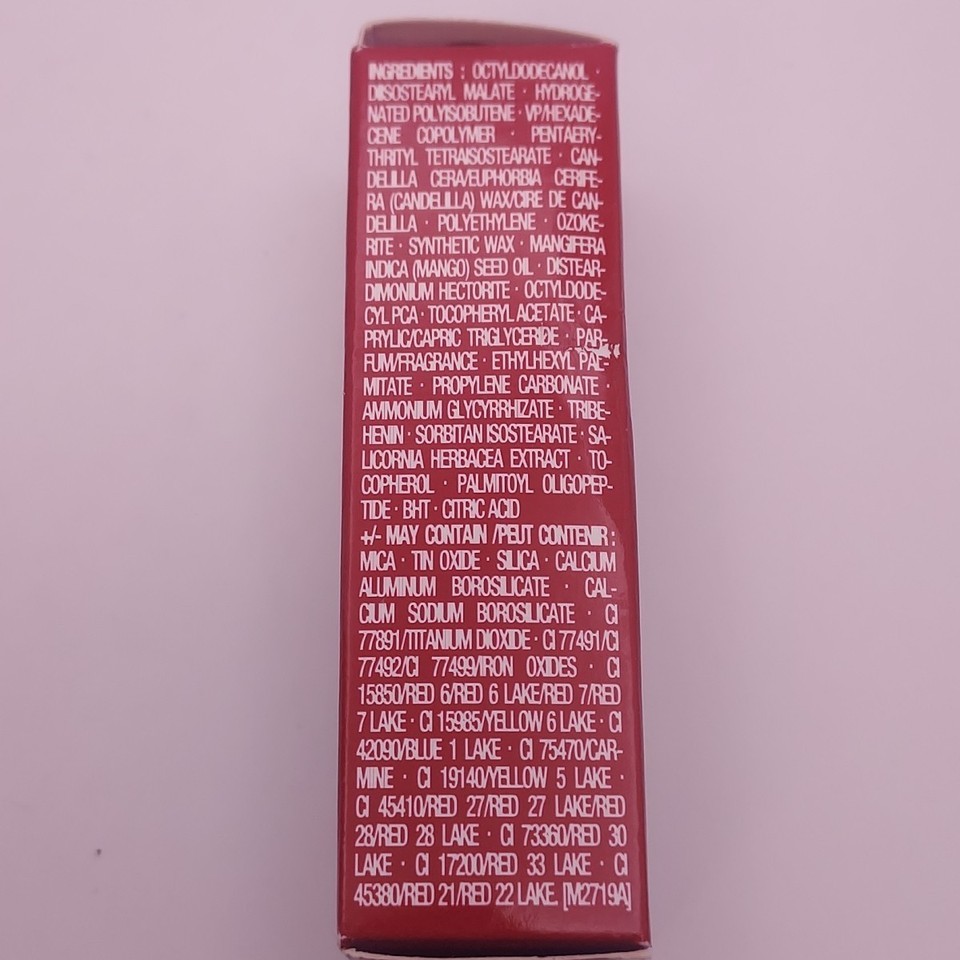 INGREDIENTS : OCTYLDODECANOL ·
DIISOSTEARYL MALATE · HYDROGE-
NATED POLYISOBUTENE · VP/HEXADE-
CENE COPOLYMER · PENTAERY-
THRITYL TETRAISOSTEARATE · CAN-
DELILLA CERA/EUPHORBIA CERIFE-
RA (CANDELILLA) WAX/CIRE DE CAN-
DELILLA · POLYETHYLENE · OZOKE-
RITE · SYNTHETIC WAX · MANGIFERA
INDICA (MANGO) SEED OIL · DISTEAR-
DIMONIUM HECTORITE · OCTYLDODE-
CYL PCA · TOCOPHERYL ACETATE · CA-
PRYLIC/CAPRIC TRIGLYCERIDE · PAR-
FUM/FRAGRANCE · ETHYLHEXYL PAL-
MITATE · PROPYLENE CARBONATE ·
AMMONIUM GLYCYRRHIZATE · TRIBE-
HENIN · SORBITAN ISOSTEARATE · SA-
LICORNIA HERBACEA EXTRACT · TO-
COPHEROL · PALMITOYL OLIGOPEP-
TIDE · BHT · CITRIC ACID
+/- MAY CONTAIN /PEUT CONTENIR :
MICA · TIN OXIDE · SILICA · CALCIUM
ALUMINUM BOROSILICATE · CAL-
CIUM SODIUM BOROSILICATE · CI
77891/TITANIUM DIOXIDE · CI 77491/CI
77492/CI 77499/IRON OXIDES · CI
15850/RED 6/RED 6 LAKE/RED 7/RED
7 LAKE · CI 15985/YELLOW 6 LAKE · CI
42090/BLUE 1 LAKE · CI 75470/CAR-
MINE · CI 19140/YELLOW 5 LAKE ·
CI 45410/RED 27/RED 27 LAKE/RED
28/RED 28 LAKE · CI 73360/RED 30
LAKE · CI 17200/RED 33 LAKE · CI
45380/RED 21/RED 22 LAKE. [M2719A]